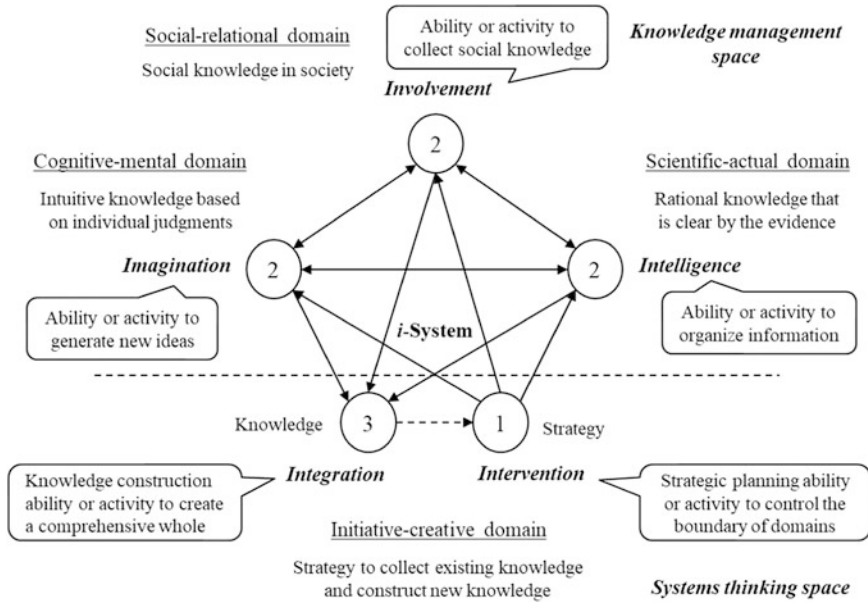 Social-relational domain
Social knowledge in society
Ability or activity to
collect social knowledge
Knowledge management
space
Involvement
2
Cognitive-mental domain
Intuitive knowledge based
on individual judgments
Scientific-actual domain
Rational knowledge that
is clear by the evidence
Imagination
2
2
Intelligence
Ability or activity to
generate new ideas
i-System
Ability or activity to
organize information
Knowledge
3
1
Strategy
Integration
Intervention
Knowledge construction
ability or activity to create
a comprehensive whole
Strategic planning ability
or activity to control the
boundary of domains
Initiative-creative domain
Strategy to collect existing knowledge
and construct new knowledge
Systems thinking space